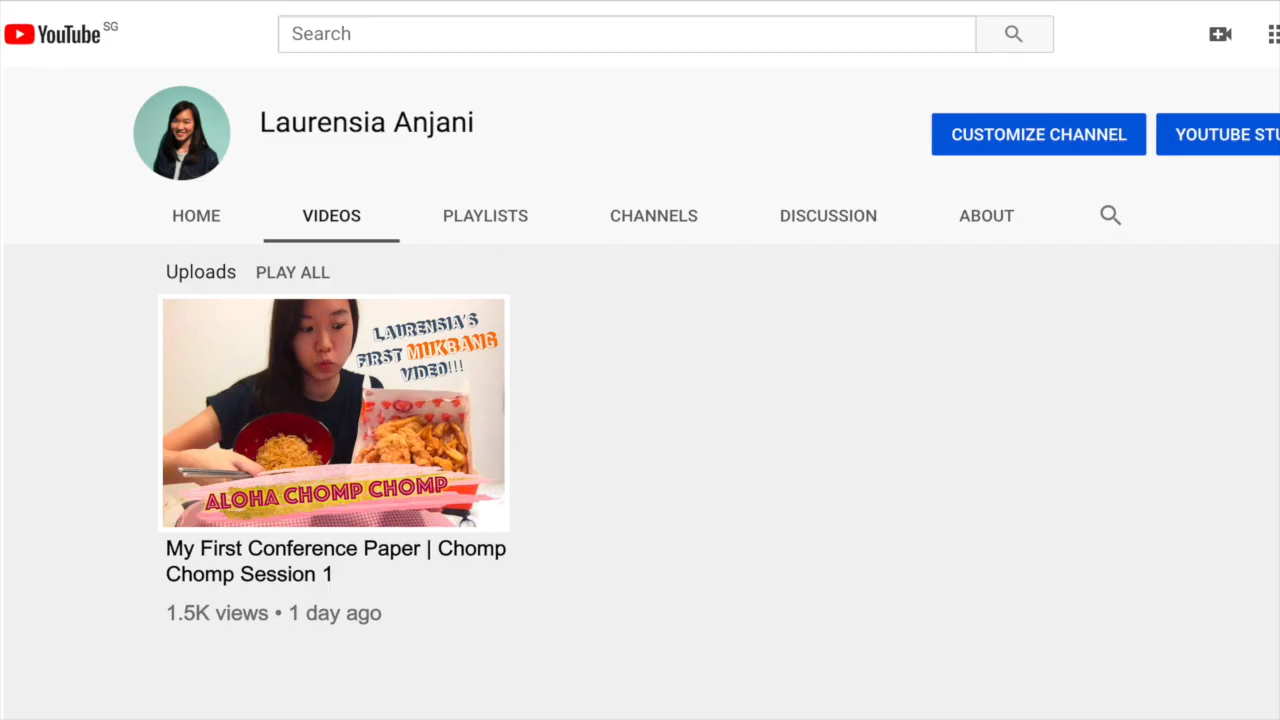 YouTube SG
Search
Laurensia Anjani
CUSTOMIZE CHANNEL
YOUTUBE STU
HOME
VIDEOS
PLAYLISTS
CHANNELS
DISCUSSION
ABOUT
Uploads PLAY ALL
LAURENSIA'S
FIRST MUKBANG
VIDEO!!!
ALOHA CHOMP CHOMP
My First Conference Paper | Chomp
Chomp Session 1
1.5K views • 1 day ago